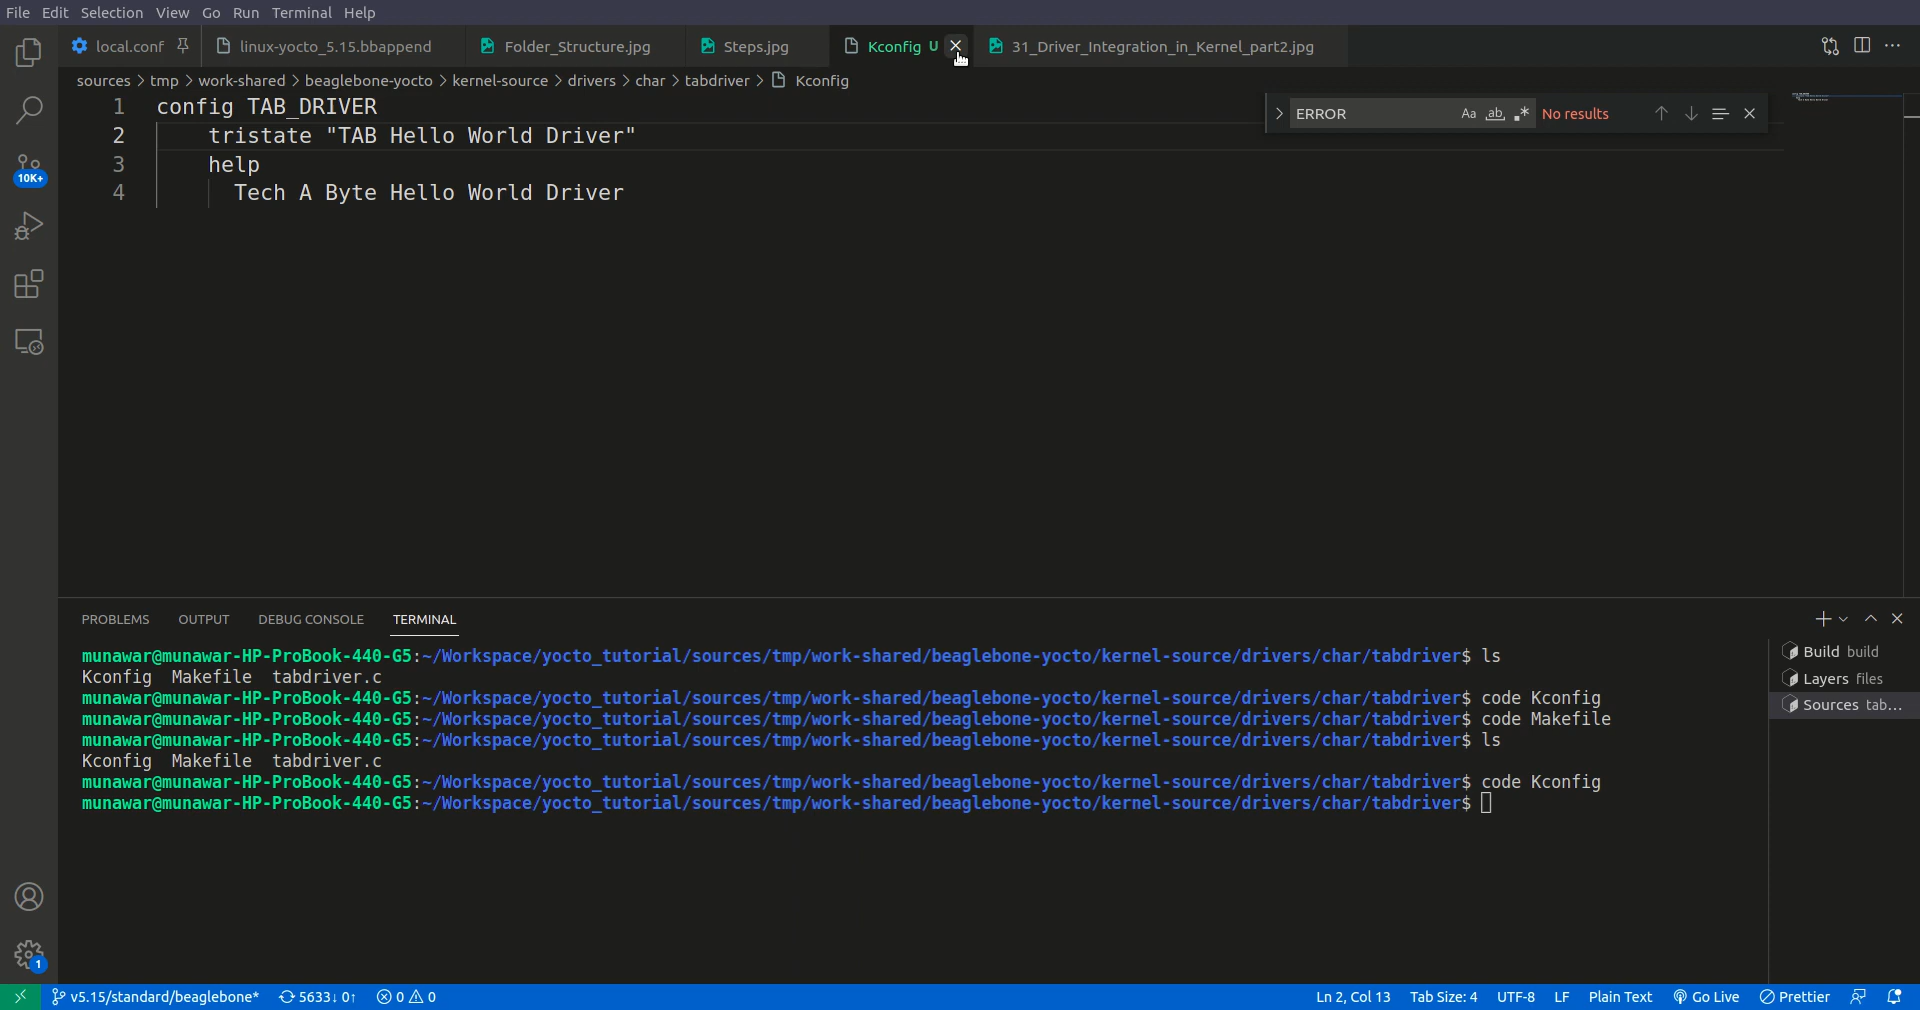 File Edit Selection View Go Run Terminal Help
local.conf linux-yocto_5.15.bbappend Folder_Structure.jpg Steps.jpg Kconfig U 31_Driver_Integration_in_Kernel_part2.jpg
sources > tmp > work-shared > beaglebone-yocto > kernel-source > drivers > char > tabdriver > Kconfig
1 config TAB_DRIVER
2 tristate "TAB Hello World Driver"
3 help
4 Tech A Byte Hello World Driver
ERROR Aa ab No results
10K+
PROBLEMS OUTPUT DEBUG CONSOLE TERMINAL
munawar@munawar-HP-ProBook-440-G5:~/Workspace/yocto_tutorial/sources/tmp/work-shared/beaglebone-yocto/kernel-source/drivers/char/tabdriver$ ls
Kconfig Makefile tabdriver.c
munawar@munawar-HP-ProBook-440-G5:~/Workspace/yocto_tutorial/sources/tmp/work-shared/beaglebone-yocto/kernel-source/drivers/char/tabdriver$ code Kconfig
munawar@munawar-HP-ProBook-440-G5:~/Workspace/yocto_tutorial/sources/tmp/work-shared/beaglebone-yocto/kernel-source/drivers/char/tabdriver$ code Makefile
munawar@munawar-HP-ProBook-440-G5:~/Workspace/yocto_tutorial/sources/tmp/work-shared/beaglebone-yocto/kernel-source/drivers/char/tabdriver$ ls
Kconfig Makefile tabdriver.c
munawar@munawar-HP-ProBook-440-G5:~/Workspace/yocto_tutorial/sources/tmp/work-shared/beaglebone-yocto/kernel-source/drivers/char/tabdriver$ code Kconfig
munawar@munawar-HP-ProBook-440-G5:~/Workspace/yocto_tutorial/sources/tmp/work-shared/beaglebone-yocto/kernel-source/drivers/char/tabdriver$
Build build
Layers files
Sources tab...
1
v5.15/standard/beaglebone* 5633↓ 0↑ 0 0 Ln 2, Col 13 Tab Size: 4 UTF-8 LF Plain Text Go Live Prettier